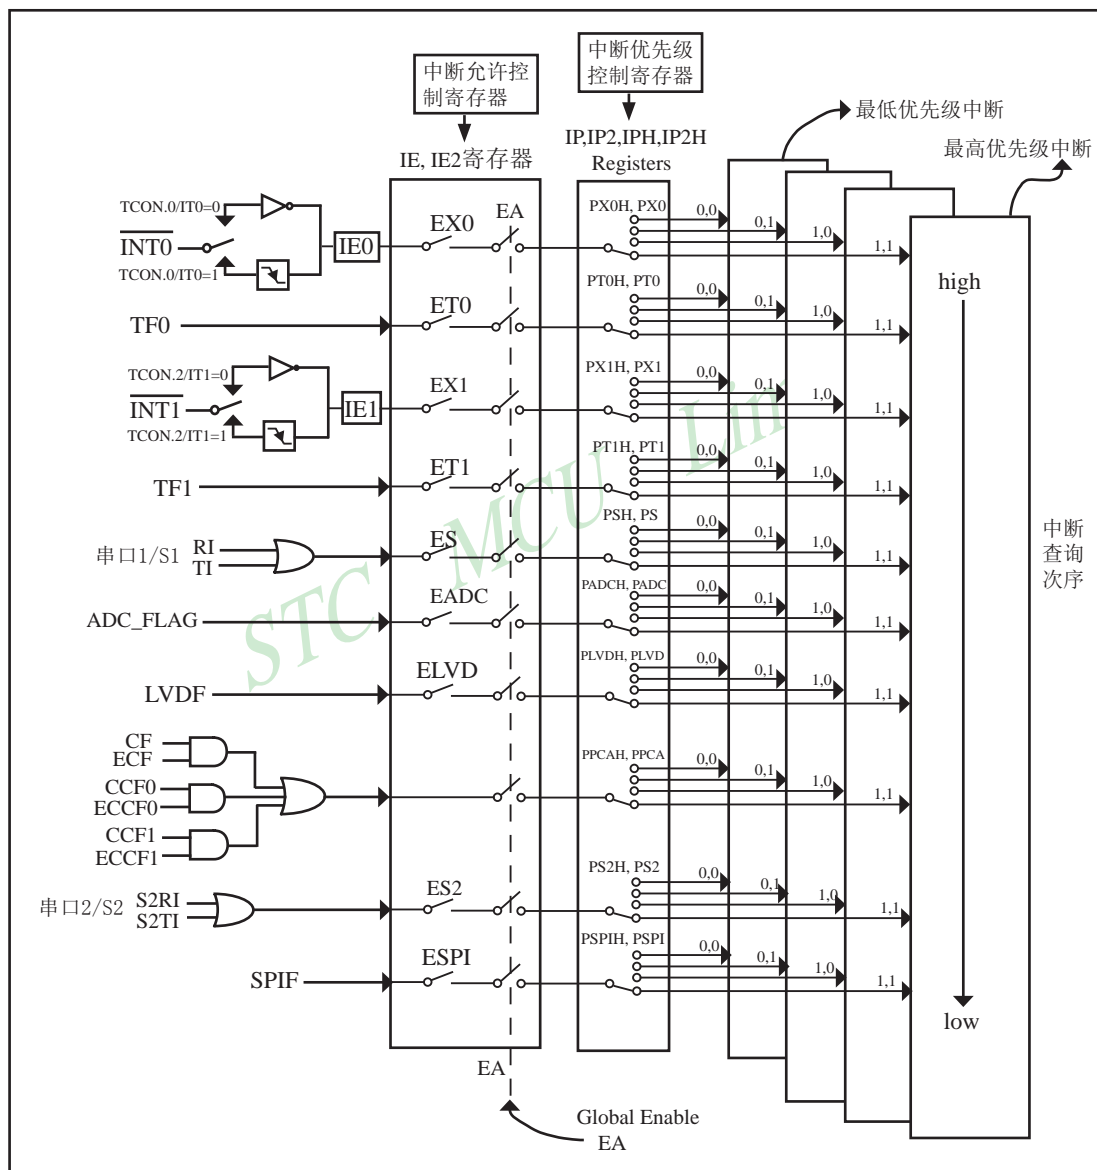 中断优先级
控制寄存器
中断允许控
制寄存器
最低优先级中断
IP,IP2,IPH,IP2H
Registers
最高优先级中断
IE, IE2寄存器
TCON.0/IT0=0
INT0
TCON.0/IT0=1
IE0
EX0
EA
PX0H, PX0
0,0
0,1
1,0
1,1
high
TF0
ET0
PT0H, PT0
0,0
0,1
1,0
1,1
TCON.2/IT1=0
INT1
TCON.2/IT1=1
IE1
EX1
PX1H, PX1
0,0
0,1
1,0
1,1
TF1
ET1
PT1H, PT1
0,0
0,1
1,0
1,1
串口1/S1
RI
TI
ES
PSH, PS
0,0
0,1
1,0
1,1
中断
查询
次序
ADC_FLAG
EADC
PADCH, PADC
0,0
0,1
1,0
1,1
LVDF
ELVD
PLVDH, PLVD
0,0
0,1
1,0
1,1
CF
ECF
CCF0
ECCF0
CCF1
ECCF1
PPCAH, PPCA
0,0
0,1
1,0
1,1
串口2/S2
S2RI
S2TI
ES2
PS2H, PS2
0,0
0,1
1,0
1,1
SPIF
ESPI
PSPIH, PSPI
0,0
0,1
1,0
1,1
low
EA
Global Enable
EA
STC MCU Lim